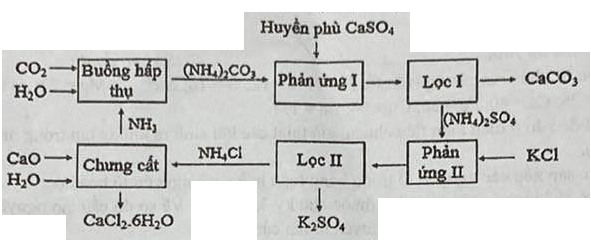 Huyền phù CaSO₄
CO₂
H₂O
Buồng hấp
thụ
(NH₄)₂CO₃
Phản ứng I
Lọc I
CaCO₃
NH₃
(NH₄)₂SO₄
CaO
H₂O
Chưng cất
NH₄Cl
Lọc II
Phản
ứng II
KCl
CaCl₂.6H₂O
K₂SO₄